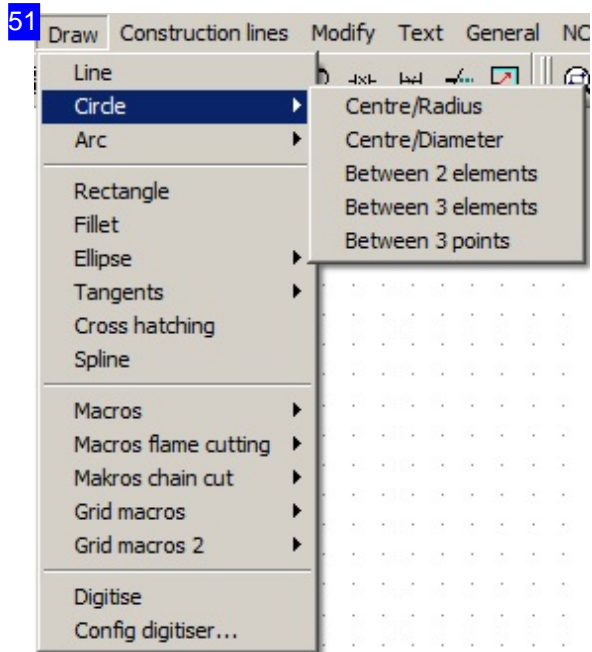 51
Draw Construction lines Modify Text General NC
Line
Circle
Arc
Rectangle
Fillet
Ellipse
Tangents
Cross hatching
Spline
Macros
Macros flame cutting
Makros chain cut
Grid macros
Grid macros 2
Digitise
Config digitiser...
Centre/Radius
Centre/Diameter
Between 2 elements
Between 3 elements
Between 3 points